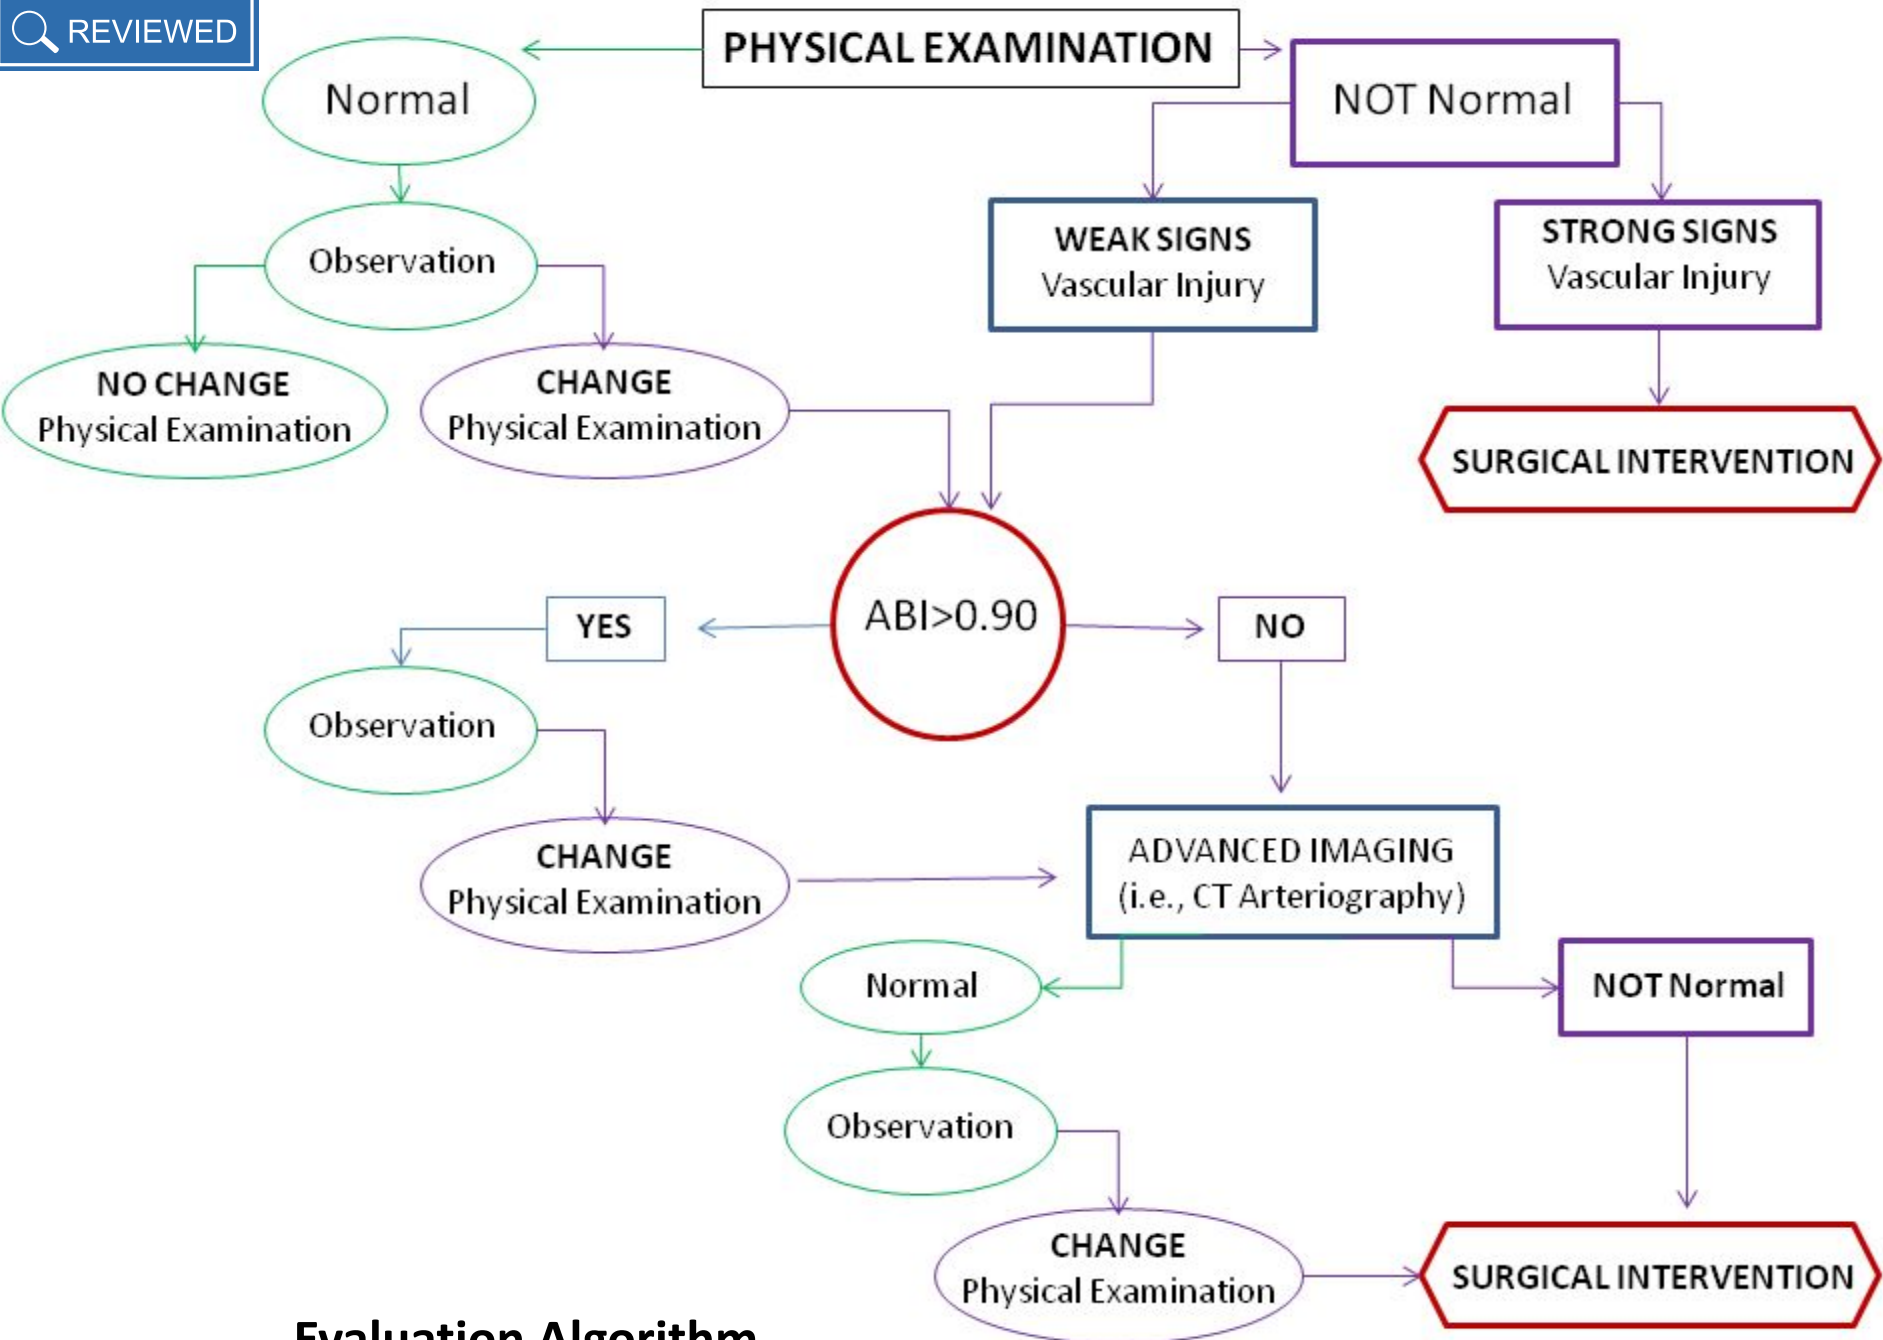 REVIEWED
PHYSICAL EXAMINATION
Normal
NOT Normal
Observation
WEAK SIGNS
Vascular Injury
STRONG SIGNS
Vascular Injury
NO CHANGE
Physical Examination
CHANGE
Physical Examination
SURGICAL INTERVENTION
ABI>0.90
YES
NO
Observation
CHANGE
Physical Examination
ADVANCED IMAGING
(i.e., CT Arteriography)
Normal
NOT Normal
Observation
CHANGE
Physical Examination
SURGICAL INTERVENTION
Evaluation Algorithm